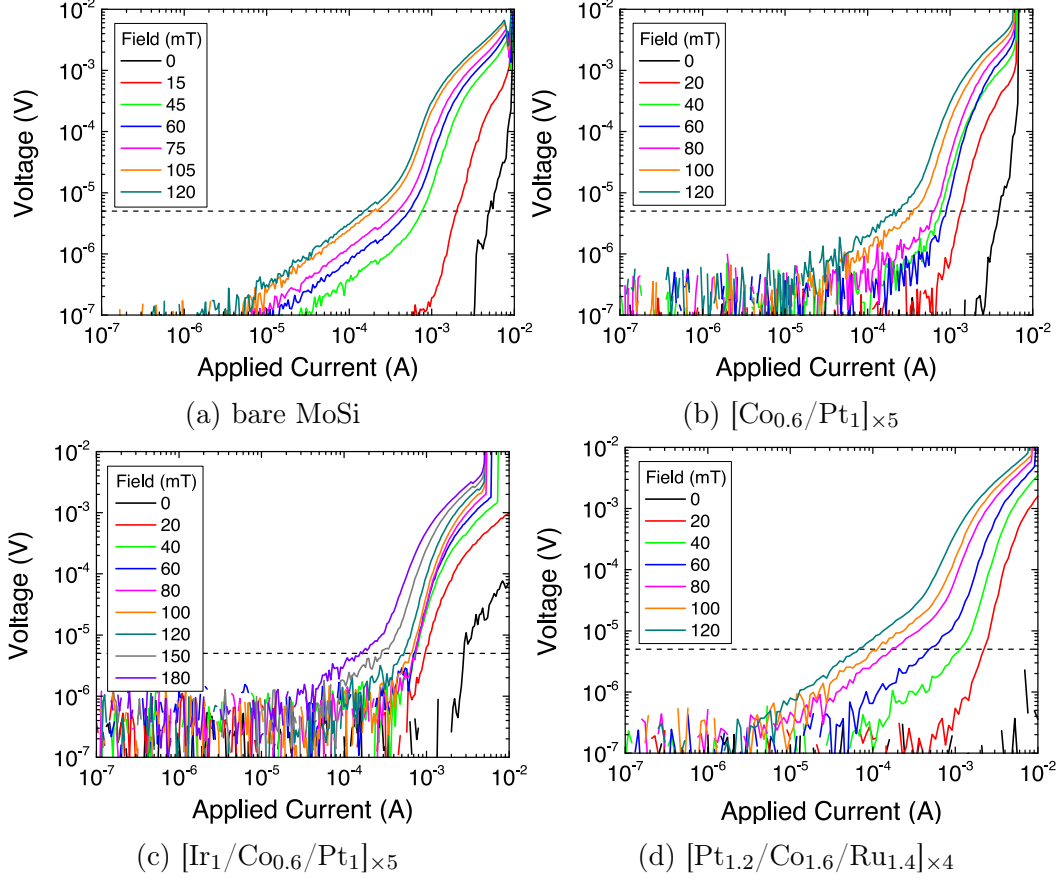 10⁻² 10⁻³ 10⁻⁴ 10⁻⁵ 10⁻⁶ 10⁻⁷
Voltage (V)
Field (mT)
0
15
45
60
75
105
120
10⁻⁷ 10⁻⁶ 10⁻⁵ 10⁻⁴ 10⁻³ 10⁻²
Applied Current (A)
(a) bare MoSi
10⁻² 10⁻³ 10⁻⁴ 10⁻⁵ 10⁻⁶ 10⁻⁷
Voltage (V)
Field (mT)
0
20
40
60
80
100
120
10⁻⁷ 10⁻⁶ 10⁻⁵ 10⁻⁴ 10⁻³ 10⁻²
Applied Current (A)
(b) [Co₀.₆/Pt₁]×₅
10⁻² 10⁻³ 10⁻⁴ 10⁻⁵ 10⁻⁶ 10⁻⁷
Voltage (V)
Field (mT)
0
20
40
60
80
100
120
150
180
10⁻⁷ 10⁻⁶ 10⁻⁵ 10⁻⁴ 10⁻³ 10⁻²
Applied Current (A)
(c) [Ir₁/Co₀.₆/Pt₁]×₅
10⁻² 10⁻³ 10⁻⁴ 10⁻⁵ 10⁻⁶ 10⁻⁷
Voltage (V)
Field (mT)
0
20
40
60
80
100
120
10⁻⁷ 10⁻⁶ 10⁻⁵ 10⁻⁴ 10⁻³ 10⁻²
Applied Current (A)
(d) [Pt₁.₂/Co₁.₆/Ru₁.₄]×₄